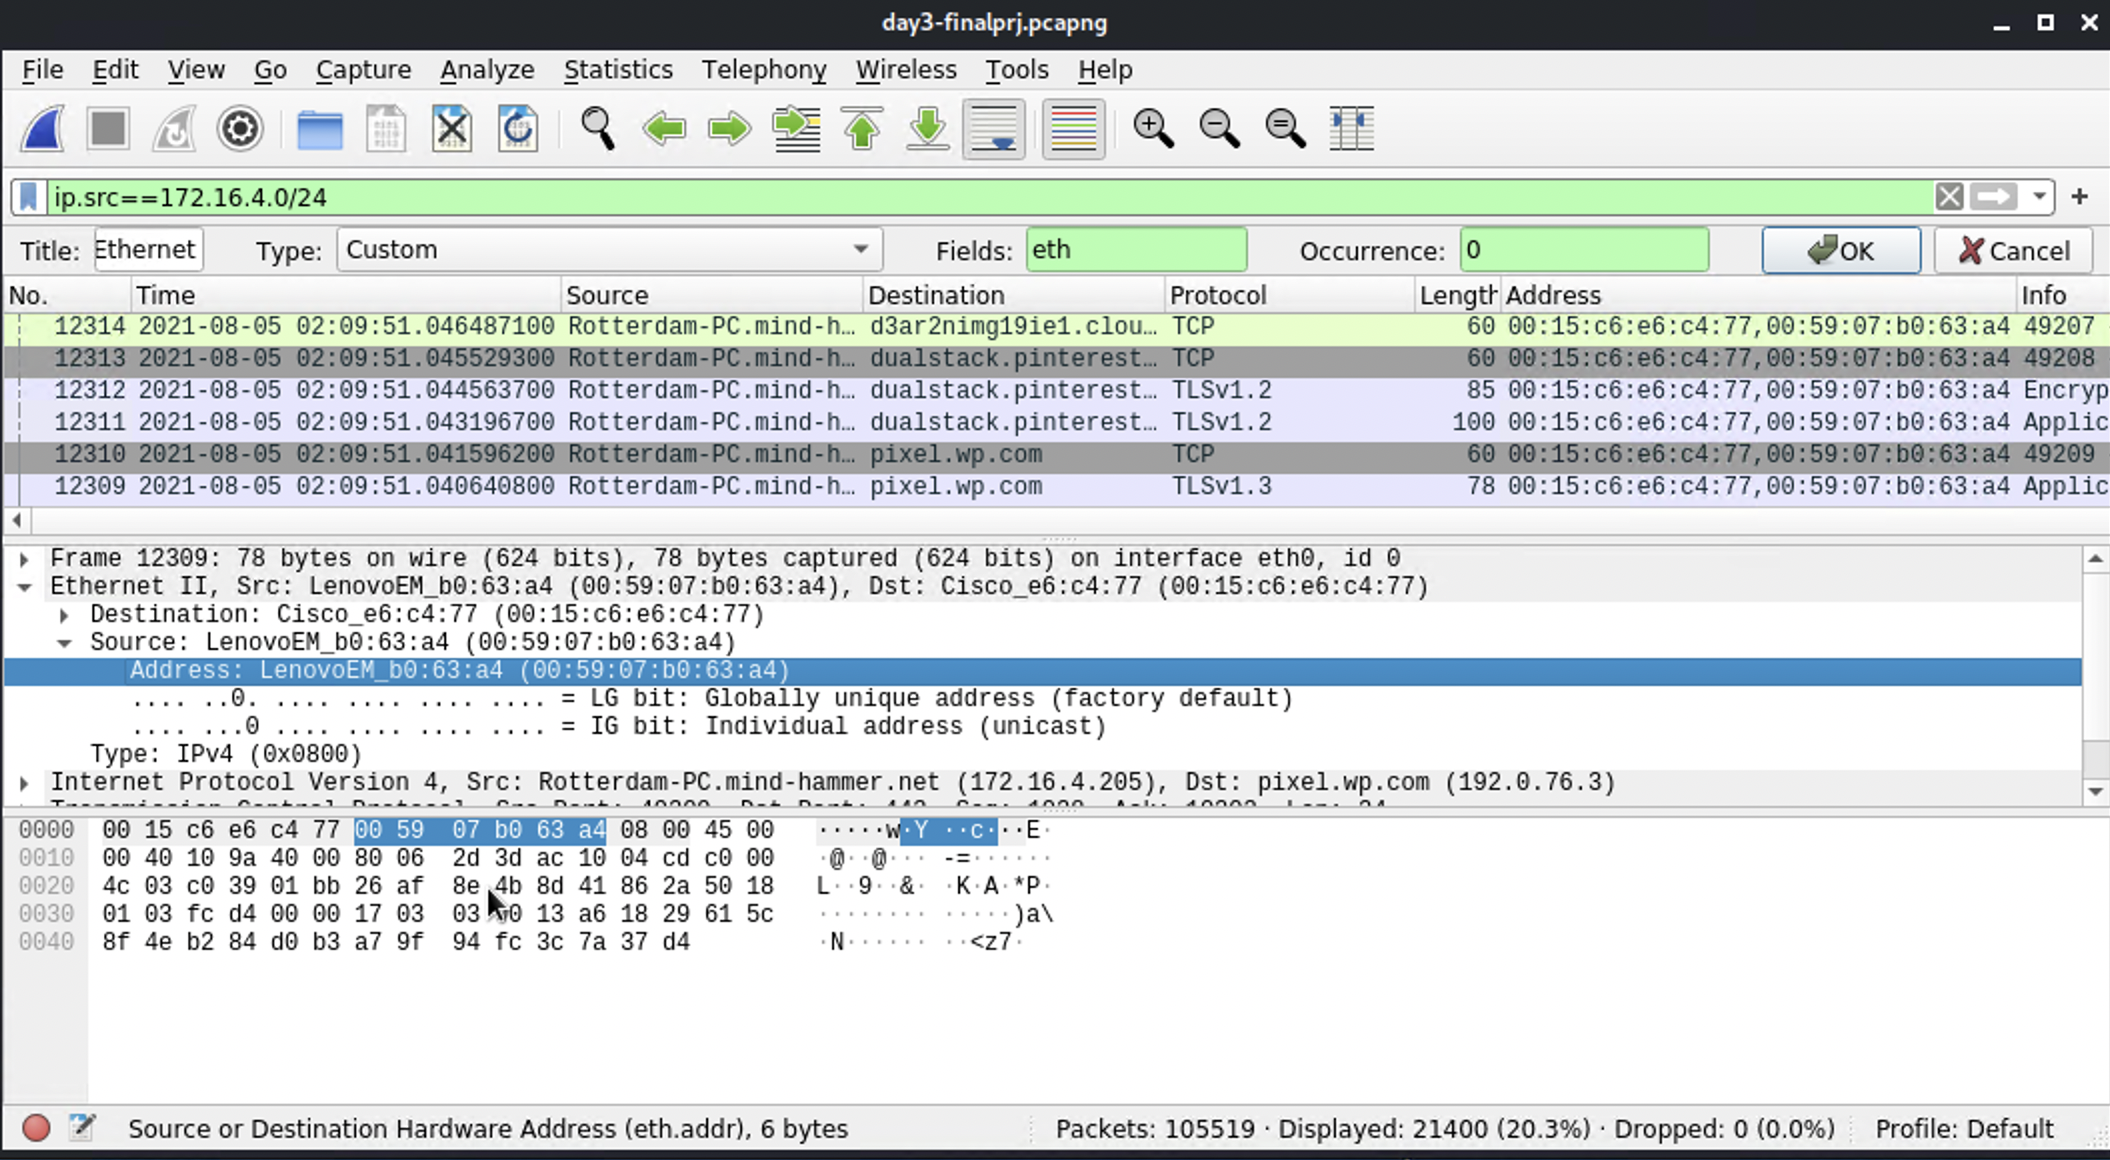 day3-finalprj.pcapng
File Edit View Go Capture Analyze Statistics Telephony Wireless Tools Help
ip.src==172.16.4.0/24
Title: Ethernet Type: Custom Fields: eth Occurrence: 0 OK Cancel
No. Time Source Destination Protocol Length Address Info
12314 2021-08-05 02:09:51.046487100 Rotterdam-PC.mind-h… d3ar2nimg19ie1.clou… TCP 60 00:15:c6:e6:c4:77,00:59:07:b0:63:a4 49207
12313 2021-08-05 02:09:51.045529300 Rotterdam-PC.mind-h… dualstack.pinterest… TCP 60 00:15:c6:e6:c4:77,00:59:07:b0:63:a4 49208
12312 2021-08-05 02:09:51.044563700 Rotterdam-PC.mind-h… dualstack.pinterest… TLSv1.2 85 00:15:c6:e6:c4:77,00:59:07:b0:63:a4 Encryp
12311 2021-08-05 02:09:51.043196700 Rotterdam-PC.mind-h… dualstack.pinterest… TLSv1.2 100 00:15:c6:e6:c4:77,00:59:07:b0:63:a4 Applic
12310 2021-08-05 02:09:51.041596200 Rotterdam-PC.mind-h… pixel.wp.com TCP 60 00:15:c6:e6:c4:77,00:59:07:b0:63:a4 49209
12309 2021-08-05 02:09:51.040640800 Rotterdam-PC.mind-h… pixel.wp.com TLSv1.3 78 00:15:c6:e6:c4:77,00:59:07:b0:63:a4 Applic
Frame 12309: 78 bytes on wire (624 bits), 78 bytes captured (624 bits) on interface eth0, id 0
Ethernet II, Src: LenovoEM_b0:63:a4 (00:59:07:b0:63:a4), Dst: Cisco_e6:c4:77 (00:15:c6:e6:c4:77)
Destination: Cisco_e6:c4:77 (00:15:c6:e6:c4:77)
Source: LenovoEM_b0:63:a4 (00:59:07:b0:63:a4)
Address: LenovoEM_b0:63:a4 (00:59:07:b0:63:a4)
.... ..0. .... .... .... .... = LG bit: Globally unique address (factory default)
.... ...0 .... .... .... .... = IG bit: Individual address (unicast)
Type: IPv4 (0x0800)
Internet Protocol Version 4, Src: Rotterdam-PC.mind-hammer.net (172.16.4.205), Dst: pixel.wp.com (192.0.76.3)
0000 00 15 c6 e6 c4 77 00 59 07 b0 63 a4 08 00 45 00 ·····w·Y ··c···E·
0010 00 40 10 9a 40 00 80 06 2d 3d ac 10 04 cd c0 00 ·@··@··· -=······
0020 4c 03 c0 39 01 bb 26 af 8e 4b 8d 41 86 2a 50 18 L··9··&· ·K·A·*P·
0030 01 03 fc d4 00 00 17 03 03 13 a6 18 29 61 5c ········ ·····)a\
0040 8f 4e b2 84 d0 b3 a7 9f 94 fc 3c 7a 37 d4 ·N······ ··<z7·
Source or Destination Hardware Address (eth.addr), 6 bytes Packets: 105519 · Displayed: 21400 (20.3%) · Dropped: 0 (0.0%) Profile: Default